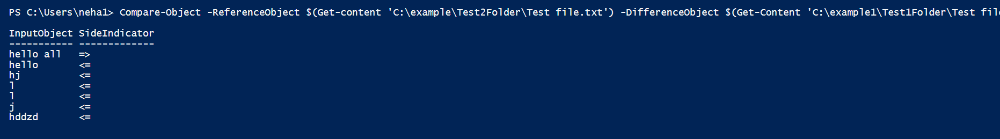 PS C:\Users\neha1> Compare-Object -ReferenceObject $(Get-content 'C:\example\Test2Folder\Test file.txt') -DifferenceObject $(Get-Content 'C:\example1\Test1Folder\Test file
InputObject SideIndicator
----------- -------------
hello all   =>
hello       <=
hj          <=
l           <=
l           <=
j           <=
hddzd       <=